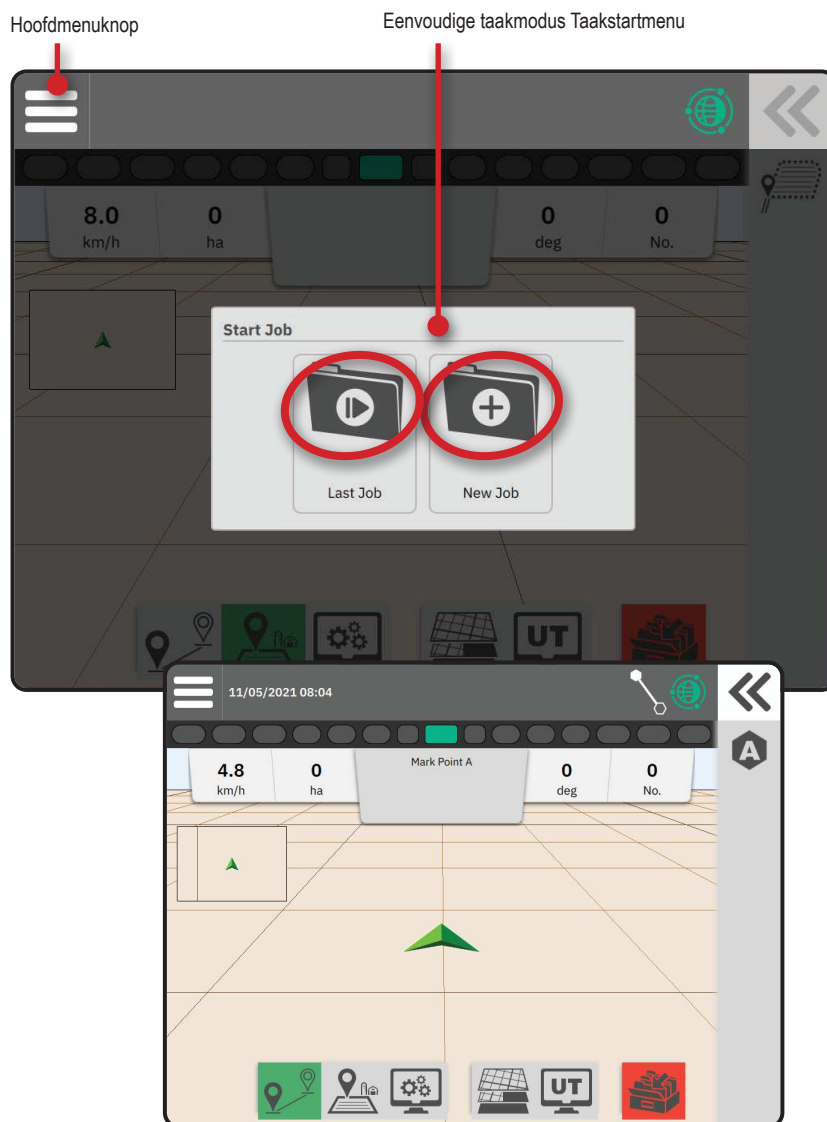 Hoofdmenuknop
Eenvoudige taakmodus Taakstartmenu
8.0
km/h
0
ha
0
deg
0
No.
Start Job
Last Job
New Job
UT
11/05/2021 08:04
4.8
km/h
0
ha
Mark Point A
0
deg
0
No.
A
UT